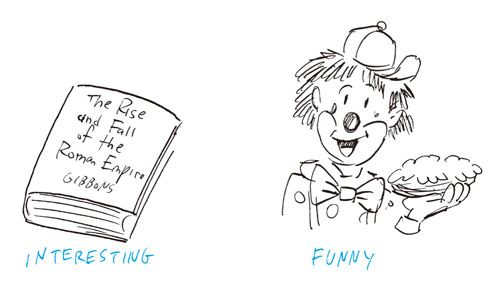 The Rise
and Fall
of the
Roman Empire
GIBBONS
INTERESTING
FUNNY